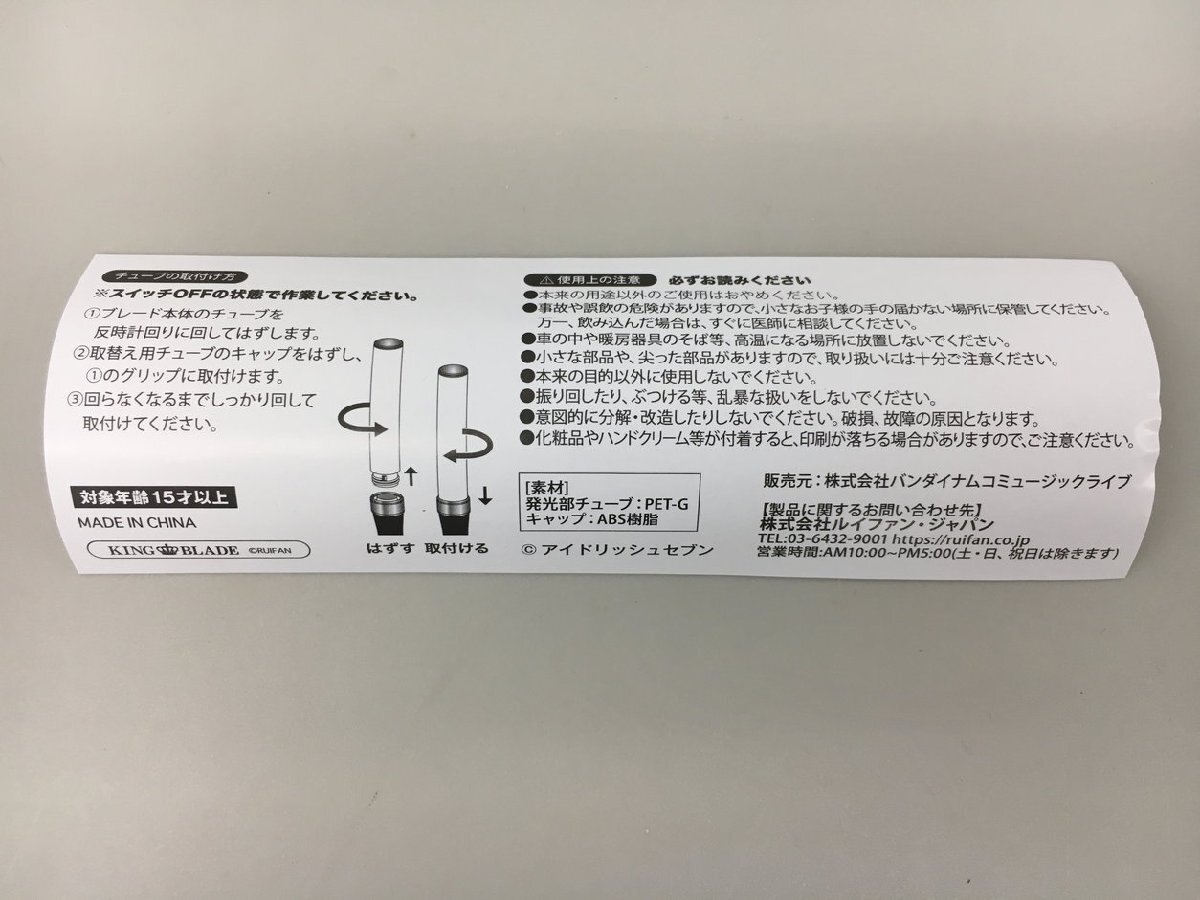 チューブの取付け方
※スイッチOFFの状態で作業してください。
①ブレード本体のチューブを
反時計回りに回してはずします。
②取替え用チューブのキャップをはずし、
①のグリップに取付けます。
③回らなくなるまでしっかり回して
取付けてください。
対象年齢15才以上
MADE IN CHINA
KING BLADE ©RUIFAN
はずす 取付ける
⚠使用上の注意 必ずお読みください
●本来の用途以外のご使用はおやめください。
●事故や誤飲の危険がありますので、小さなお子様の手の届かない場所に保管してください。
万一、飲み込んだ場合は、すぐに医師に相談してください。
●車の中や暖房器具のそば等、高温になる場所に放置しないでください。
●小さな部品や、尖った部品がありますので、取り扱いには十分ご注意ください。
●本来の目的以外に使用しないでください。
●振り回したり、ぶつける等、乱暴な扱いをしないでください。
●意図的に分解・改造したりしないでください。破損、故障の原因となります。
●化粧品やハンドクリーム等が付着すると、印刷が落ちる場合がありますので、ご注意ください。
[素材]
発光部チューブ：PET-G
キャップ：ABS樹脂
© アイドリッシュセブン
販売元：株式会社バンダイナムコミュージックライブ
【製品に関するお問い合わせ先】
株式会社ルイファン・ジャパン
TEL:03-6432-9001 https://ruifan.co.jp
営業時間:AM10:00~PM5:00(土・日、祝日は除きます)